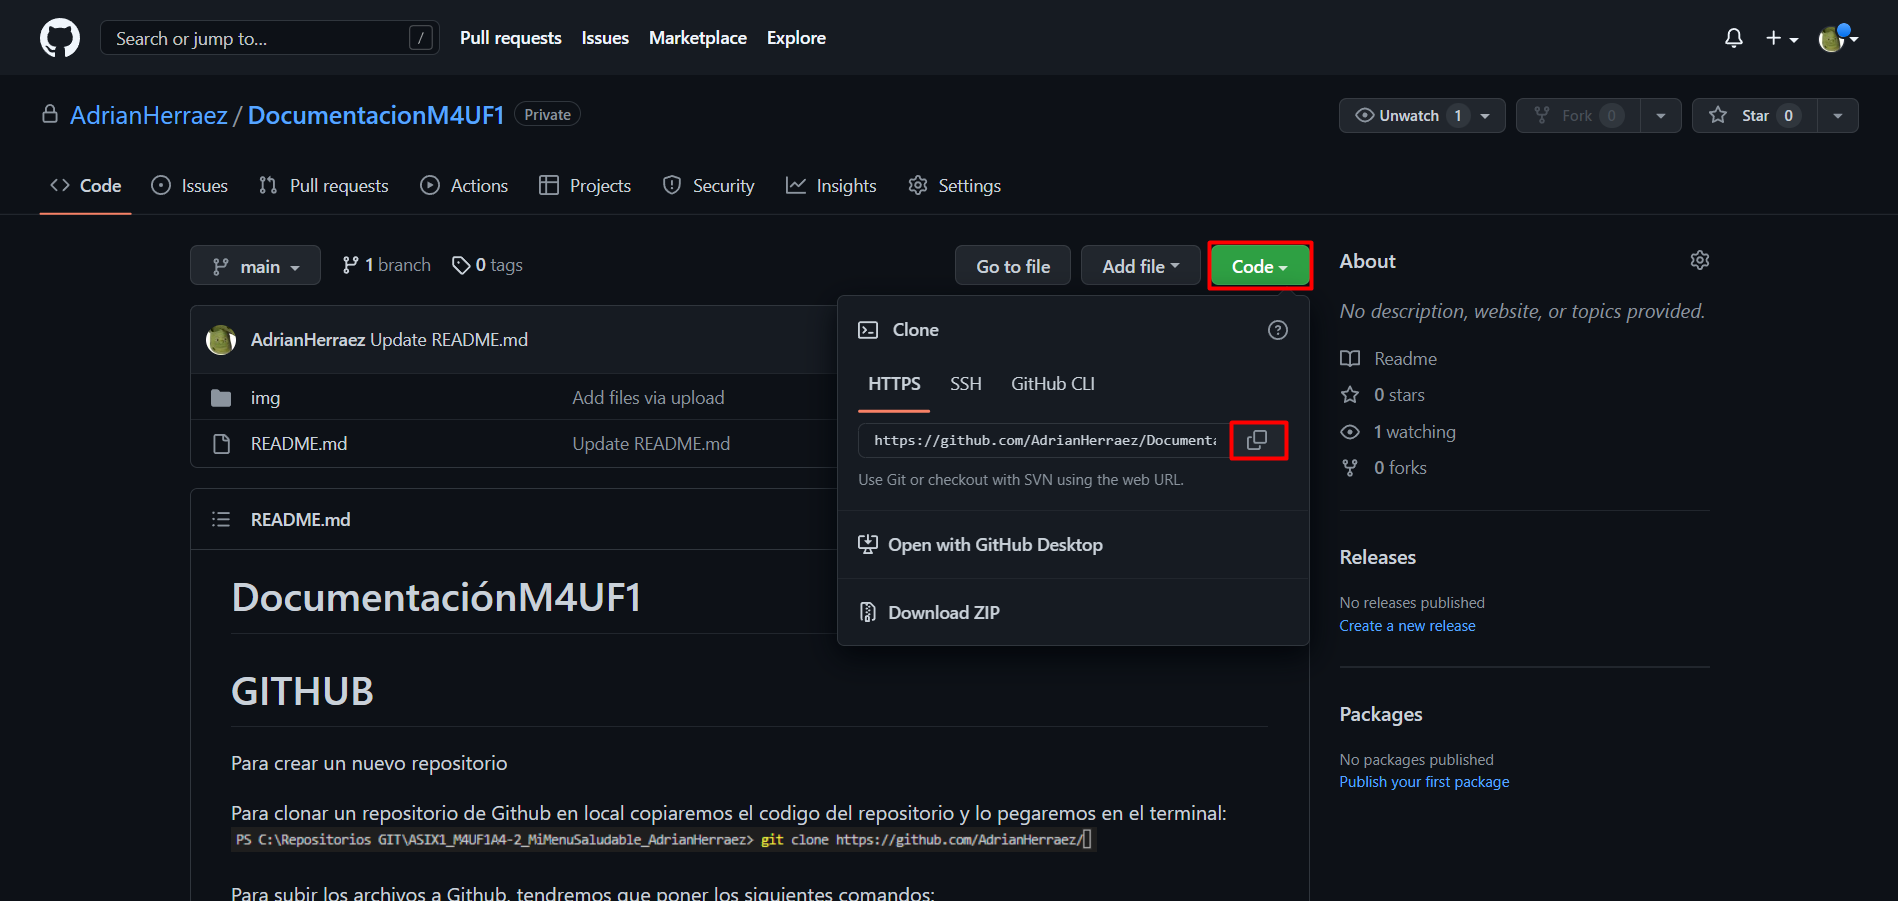 Search or jump to... /
Pull requests Issues Marketplace Explore
AdrianHerraez / DocumentacionM4UF1 Private
Unwatch 1 Fork 0 Star 0
Code Issues Pull requests Actions Projects Security Insights Settings
main 1 branch 0 tags
Go to file Add file Code
AdrianHerraez Update README.md
img Add files via upload
README.md Update README.md
Clone
HTTPS SSH GitHub CLI
https://github.com/AdrianHerraez/Documenta
Use Git or checkout with SVN using the web URL.
Open with GitHub Desktop
Download ZIP
README.md
DocumentaciónM4UF1
GITHUB
Para crear un nuevo repositorio
Para clonar un repositorio de Github en local copiaremos el codigo del repositorio y lo pegaremos en el terminal:
PS C:\Repositorios GIT\ASIX1_M4UF1A4-2_MiMenuSaludable_AdrianHerraez> git clone https://github.com/AdrianHerraez/
Para subir los archivos a Github, tendremos que poner los siguientes comandos:
About
No description, website, or topics provided.
Readme
0 stars
1 watching
0 forks
Releases
No releases published
Create a new release
Packages
No packages published
Publish your first package